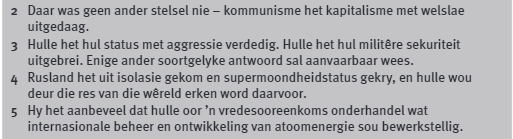 2 Daar was geen ander stelsel nie – kommunisme het kapitalisme met welslae
uitgedaag.
3 Hulle het hul status met aggressie verdedig. Hulle het hul militêre sekuriteit
uitgebrei. Enige ander soortgelyke antwoord sal aanvaarbaar wees.
4 Rusland het uit isolasie gekom en supermoondheidstatus gekry, en hulle wou
deur die res van die wêreld erken word daarvoor.
5 Hy het aanbeveel dat hulle oor ’n vredesooreenkoms onderhandel wat
internasionale beheer en ontwikkeling van atoomenergie sou bewerkstellig.